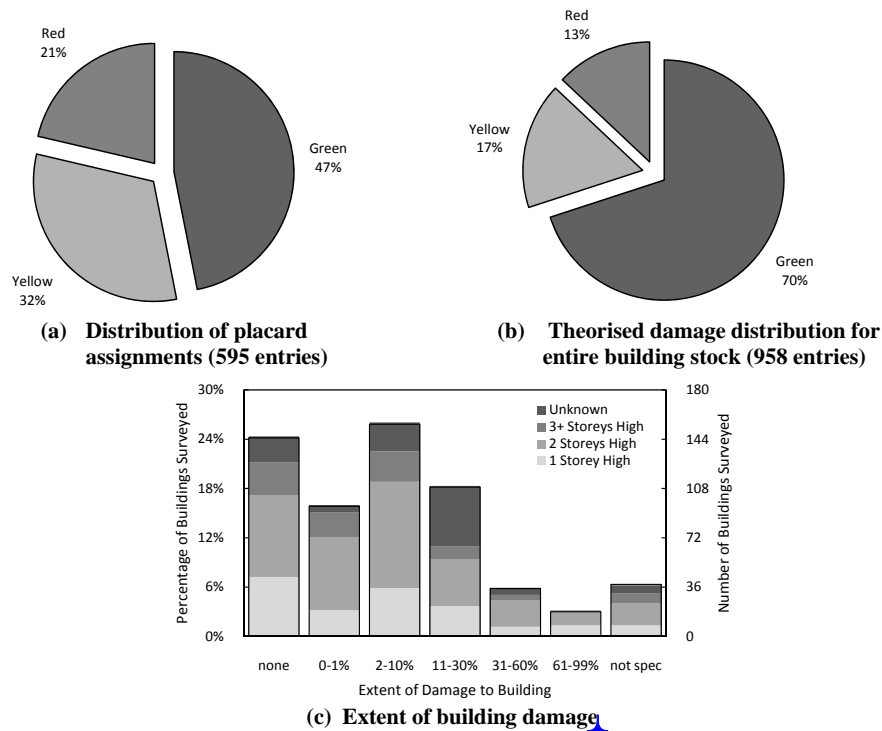 Red
21%
Green
47%
Yellow
32%
(a) Distribution of placard
assignments (595 entries)
Red
13%
Yellow
17%
Green
70%
(b) Theorised damage distribution for
entire building stock (958 entries)
Percentage of Buildings Surveyed
30%
24%
18%
12%
6%
0%
Unknown
3+ Storeys High
2 Storeys High
1 Storey High
180
144
108
72
36
0
Number of Buildings Surveyed
none 0-1% 2-10% 11-30% 31-60% 61-99% not spec
Extent of Damage to Building
(c) Extent of building damage